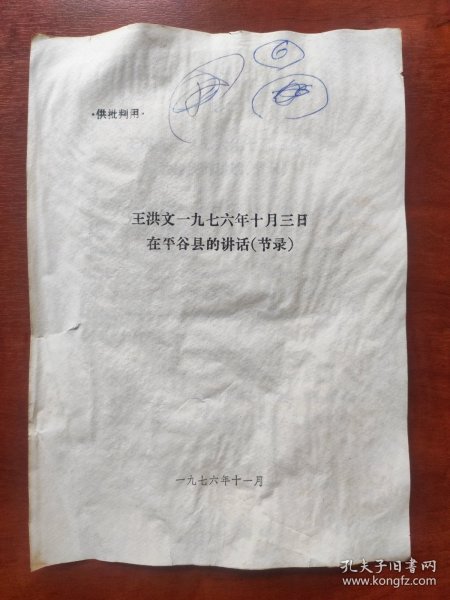 6
·供批判用·
王洪文一九七六年十月三日
在平谷县的讲话(节录)
一九七六年十一月
孔夫子旧书网
www.kongfz.com